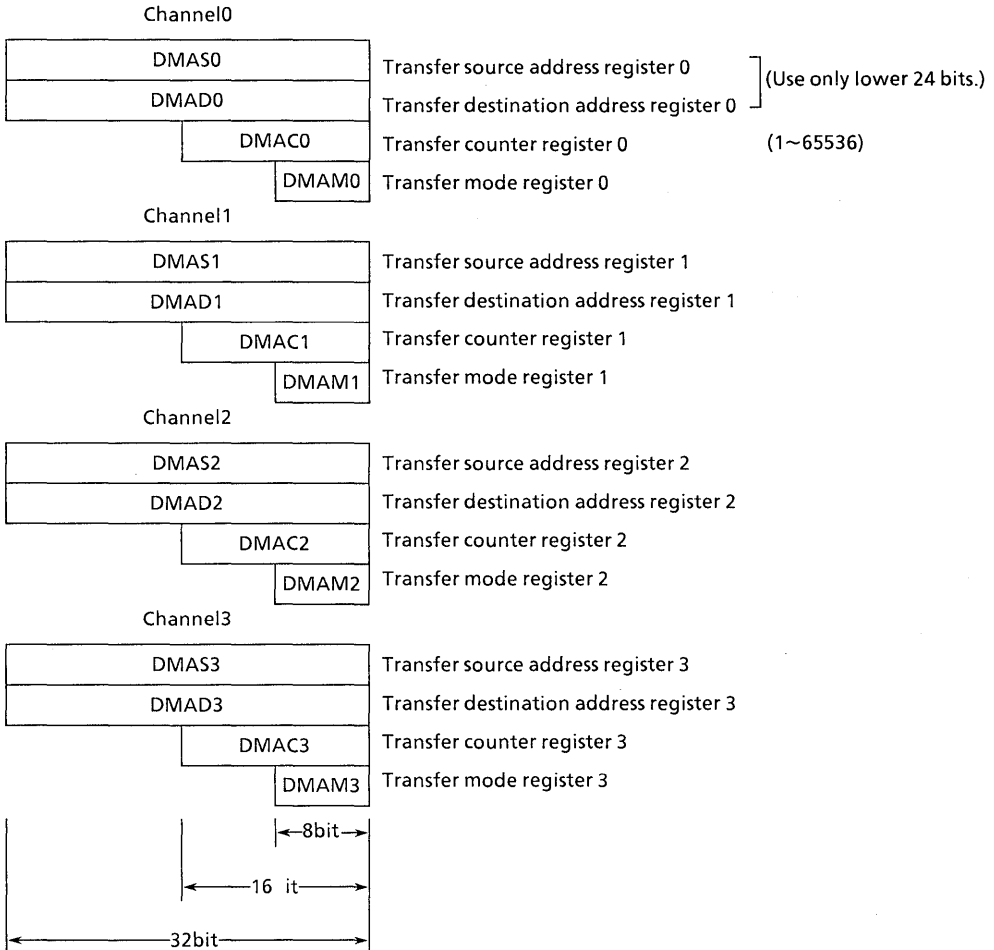 Channel0
DMAS0 Transfer source address register 0 (Use only lower 24 bits.)
DMAD0 Transfer destination address register 0
DMAC0 Transfer counter register 0 (1~65536)
DMAM0 Transfer mode register 0
Channel1
DMAS1 Transfer source address register 1
DMAD1 Transfer destination address register 1
DMAC1 Transfer counter register 1
DMAM1 Transfer mode register 1
Channel2
DMAS2 Transfer source address register 2
DMAD2 Transfer destination address register 2
DMAC2 Transfer counter register 2
DMAM2 Transfer mode register 2
Channel3
DMAS3 Transfer source address register 3
DMAD3 Transfer destination address register 3
DMAC3 Transfer counter register 3
DMAM3 Transfer mode register 3
8bit
16 it
32bit